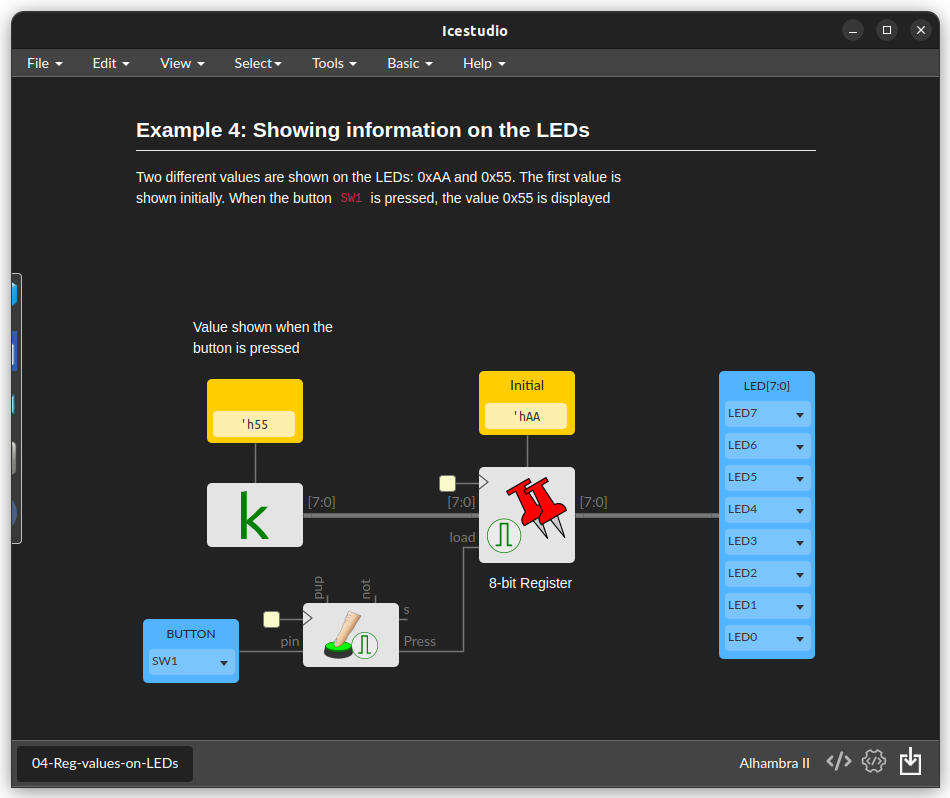 Icestudio
File Edit View Select Tools Basic Help
Example 4: Showing information on the LEDs
Two different values are shown on the LEDs: 0xAA and 0x55. The first value is
shown initially. When the button SW1 is pressed, the value 0x55 is displayed
Value shown when the
button is pressed
'h55
k
[7:0]
Initial
'hAA
[7:0]
load
[7:0]
8-bit Register
LED[7:0]
LED7
LED6
LED5
LED4
LED3
LED2
LED1
LED0
BUTTON
SW1
pup
not
s
pin
Press
04-Reg-values-on-LEDs
Alhambra II